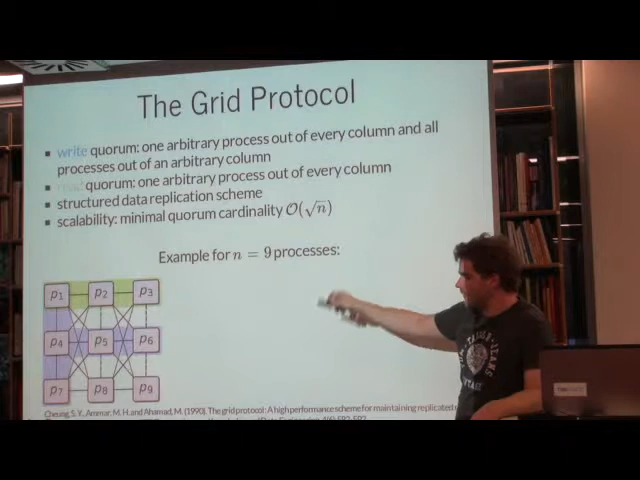 The Grid Protocol
write quorum: one arbitrary process out of every column and all
processes out of an arbitrary column
read quorum: one arbitrary process out of every column
structured data replication scheme
scalability: minimal quorum cardinality O(√n)
Example for n = 9 processes:
p1 p2 p3
p4 p5 p6
p7 p8 p9
Cheung, S. Y., Ammar, M. H. and Ahamad, M. (1990). The grid protocol: A high performance scheme for maintaining replicated